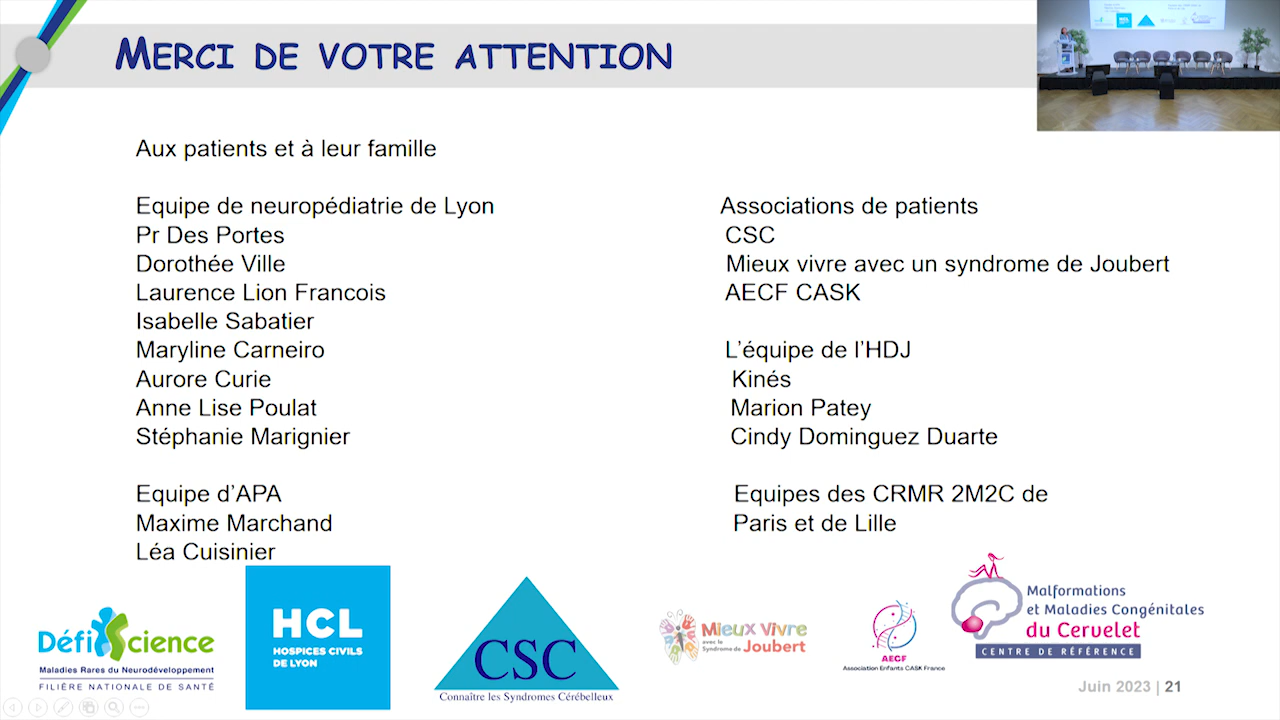 MERCI DE VOTRE ATTENTION
Aux patients et à leur famille
Equipe de neuropédiatrie de Lyon
Pr Des Portes
Dorothée Ville
Laurence Lion Francois
Isabelle Sabatier
Maryline Carneiro
Aurore Curie
Anne Lise Poulat
Stéphanie Marignier
Equipe d'APA
Maxime Marchand
Léa Cuisinier
Associations de patients
CSC
Mieux vivre avec un syndrome de Joubert
AECF CASK
L'équipe de l'HDJ
Kinés
Marion Patey
Cindy Dominguez Duarte
Equipes des CRMR 2M2C de
Paris et de Lille
DéfiScience
Maladies Rares du Neurodéveloppement
FILIÈRE NATIONALE DE SANTÉ
HCL
HOSPICES CIVILS
DE LYON
CSC
Connaître les Syndromes Cérébelleux
Mieux Vivre
avec le
Syndrome de Joubert
AECF
Association Enfants CASK France
Malformations
et Maladies Congénitales
du Cervelet
CENTRE DE RÉFÉRENCE
Juin 2023 | 21